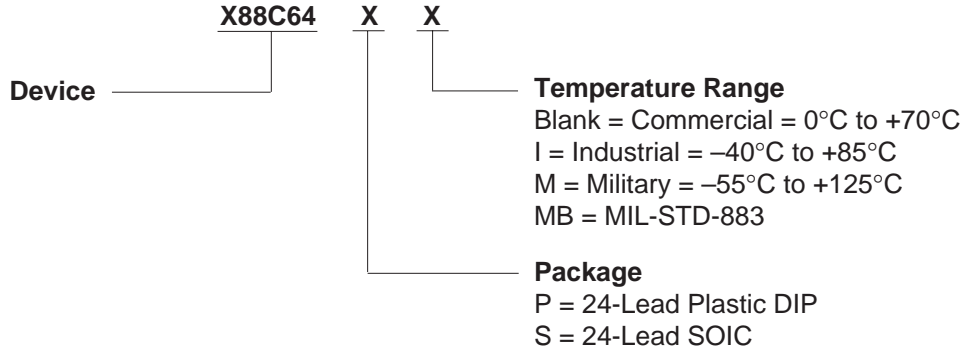 X88C64 X X
Device
Temperature Range
Blank = Commercial = 0°C to +70°C
I = Industrial = –40°C to +85°C
M = Military = –55°C to +125°C
MB = MIL-STD-883
Package
P = 24-Lead Plastic DIP
S = 24-Lead SOIC